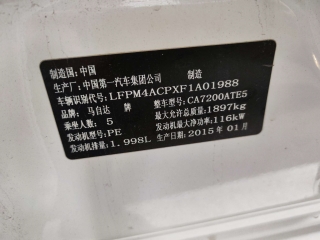 制造国:中国
生产厂:中国第一汽车集团公司 制造
车辆识别代号:LFPM4ACPXF1A01988
品牌:马自达 牌 整车型号:CA7200ATE5
乘坐人数:5 最大允许总质量:1897kg
发动机型号:PE 发动机最大净功率:116kW
发动机排量:1.998L 生产日期:2015年01月